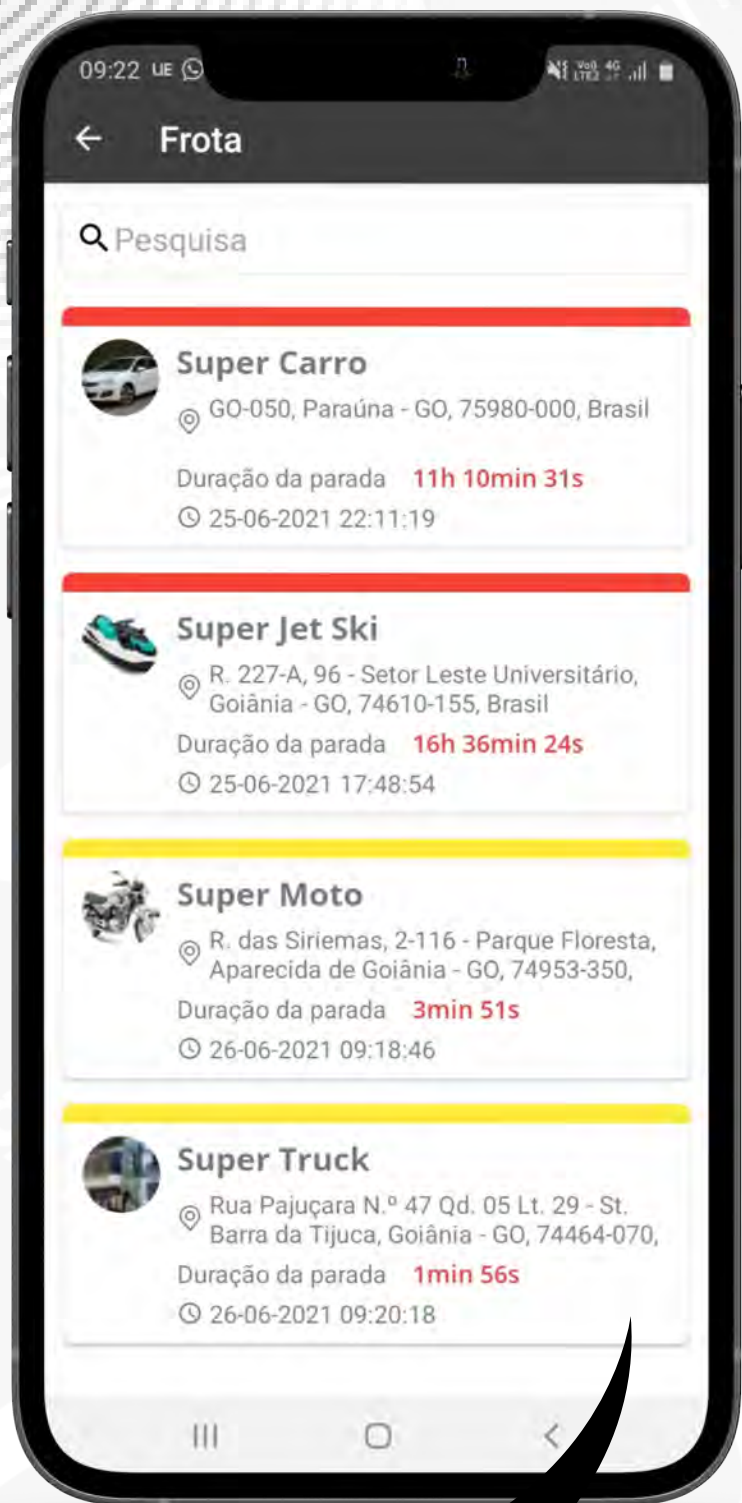 09:22 UE
Vo)) 4G
LTE2
Frota
Pesquisa
Super Carro
GO-050, Paraúna - GO, 75980-000, Brasil
Duração da parada 11h 10min 31s
25-06-2021 22:11:19
Super Jet Ski
R. 227-A, 96 - Setor Leste Universitário,
Goiânia - GO, 74610-155, Brasil
Duração da parada 16h 36min 24s
25-06-2021 17:48:54
Super Moto
R. das Siriemas, 2-116 - Parque Floresta,
Aparecida de Goiânia - GO, 74953-350,
Duração da parada 3min 51s
26-06-2021 09:18:46
Super Truck
Rua Pajuçara N.º 47 Qd. 05 Lt. 29 - St.
Barra da Tijuca, Goiânia - GO, 74464-070,
Duração da parada 1min 56s
26-06-2021 09:20:18